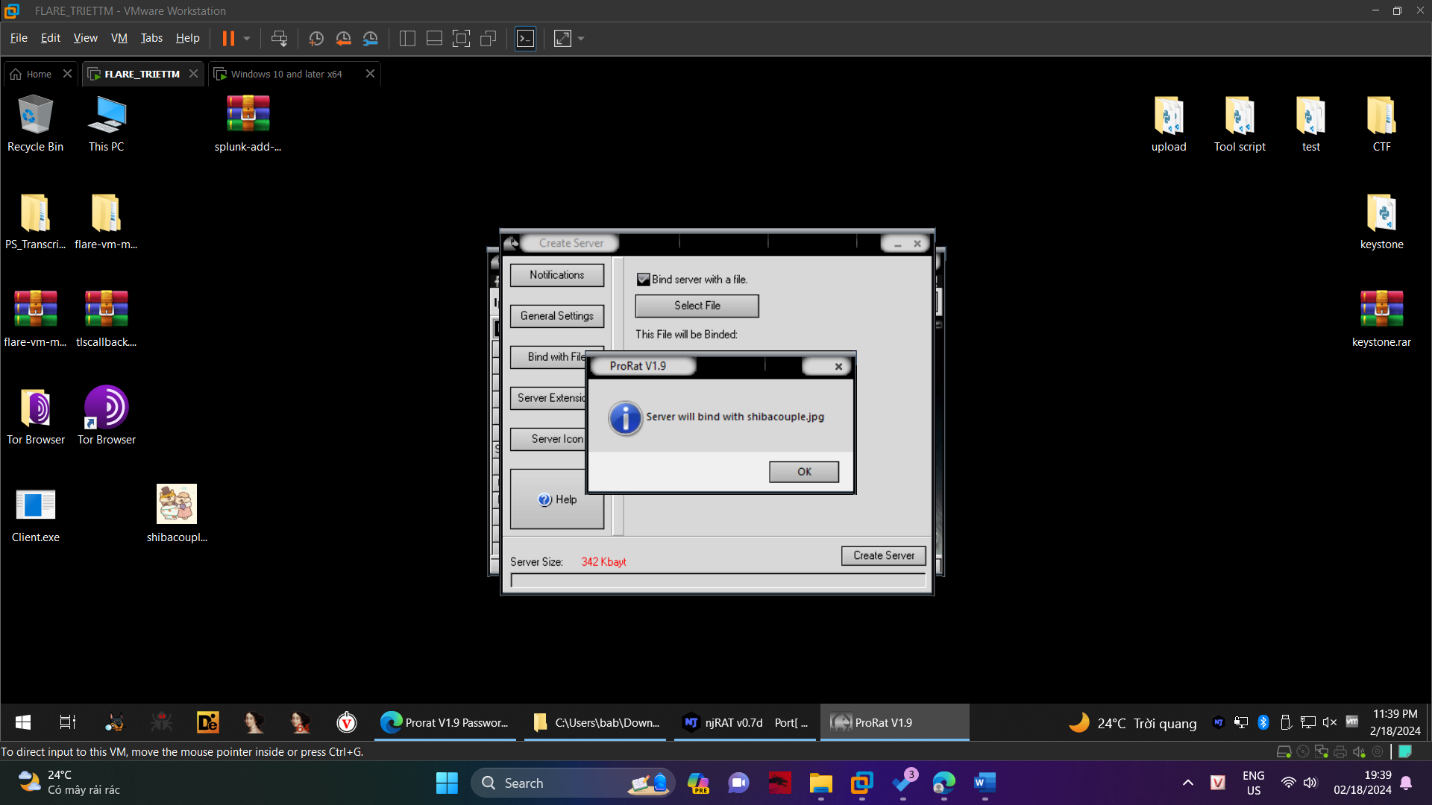 FLARE_TRIETTM - VMware Workstation
File Edit View VM Tabs Help
Home FLARE_TRIETTM Windows 10 and later x64
Recycle Bin This PC splunk-add-... upload Tool script test CTF
PS_Transcri... flare-vm-m... keystone
flare-vm-m... tlscallback.... keystone.rar
Tor Browser Tor Browser
Client.exe shibacoupl...
Create Server
Notifications
General Settings
Bind with File
Server Extensio
Server Icon
Help
Bind server with a file.
Select File
This File will be Binded:
ProRat V1.9
Server will bind with shibacouple.jpg
OK
Server Size: 342 Kbayt
Create Server
Prorat V1.9 Passwor... C:\Users\bab\Down... njRAT v0.7d Port[ ... ProRat V1.9 24°C Trời quang 11:39 PM
2/18/2024
To direct input to this VM, move the mouse pointer inside or press Ctrl+G.
24°C
Có mây rải rác
Search
PRE
3
ENG
US
19:39
02/18/2024